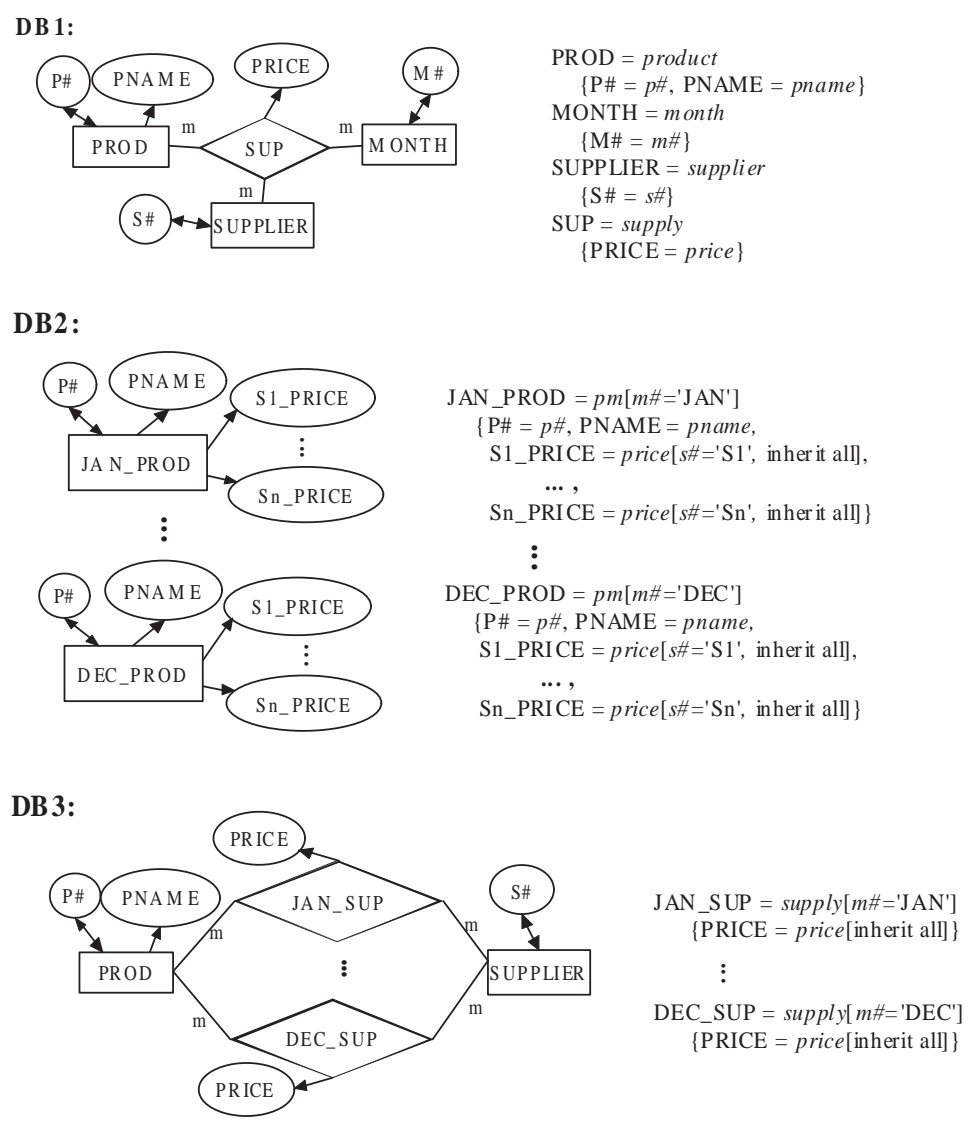 DB1:
P#
PNAME
PRICE
M#
PROD
m
SUP
m
MONTH
m
S#
SUPPLIER
PROD = product
{P# = p#, PNAME = pname}
MONTH = month
{M# = m#}
SUPPLIER = supplier
{S# = s#}
SUP = supply
{PRICE = price}
DB2:
P#
PNAME
S1_PRICE
JAN_PROD
⋮
Sn_PRICE
⋮
P#
PNAME
S1_PRICE
DEC_PROD
⋮
Sn_PRICE
JAN_PROD = pm[m#='JAN']
{P# = p#, PNAME = pname,
S1_PRICE = price[s#='S1', inherit all],
... ,
Sn_PRICE = price[s#='Sn', inherit all]}
⋮
DEC_PROD = pm[m#='DEC']
{P# = p#, PNAME = pname,
S1_PRICE = price[s#='S1', inherit all],
... ,
Sn_PRICE = price[s#='Sn', inherit all]}
DB3:
PRICE
P#
PNAME
JAN_SUP
S#
m
m
PROD
⋮
SUPPLIER
m
m
DEC_SUP
PRICE
JAN_SUP = supply[m#='JAN']
{PRICE = price[inherit all]}
⋮
DEC_SUP = supply[m#='DEC']
{PRICE = price[inherit all]}